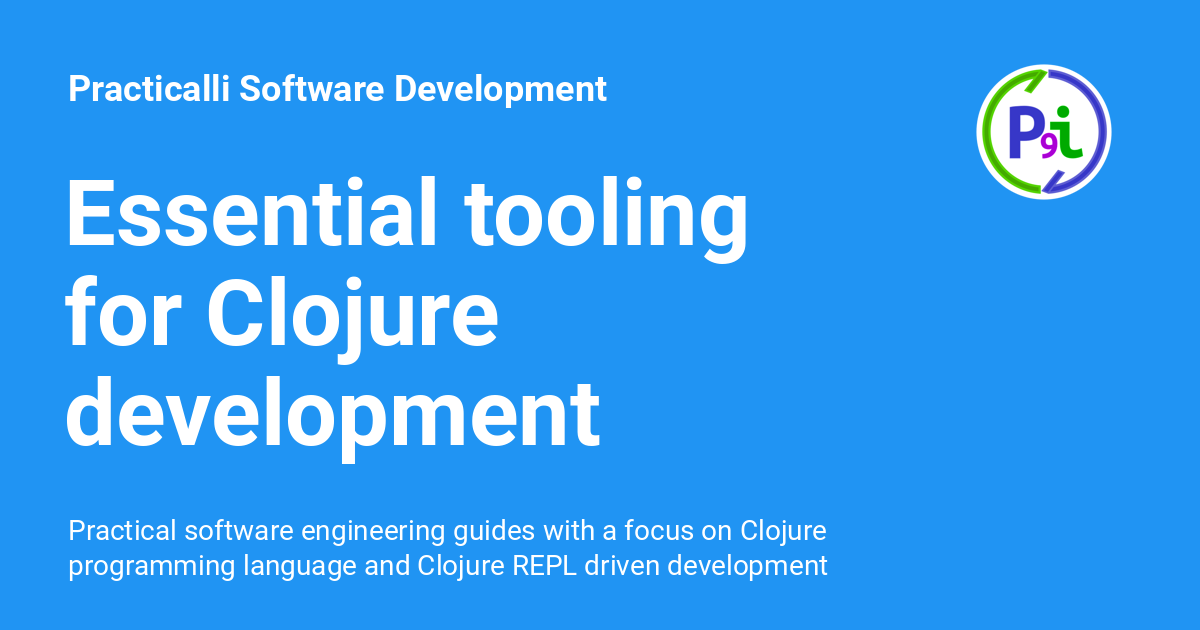 Practicalli Software Development
P9i
Essential tooling
for Clojure
development
Practical software engineering guides with a focus on Clojure
programming language and Clojure REPL driven development